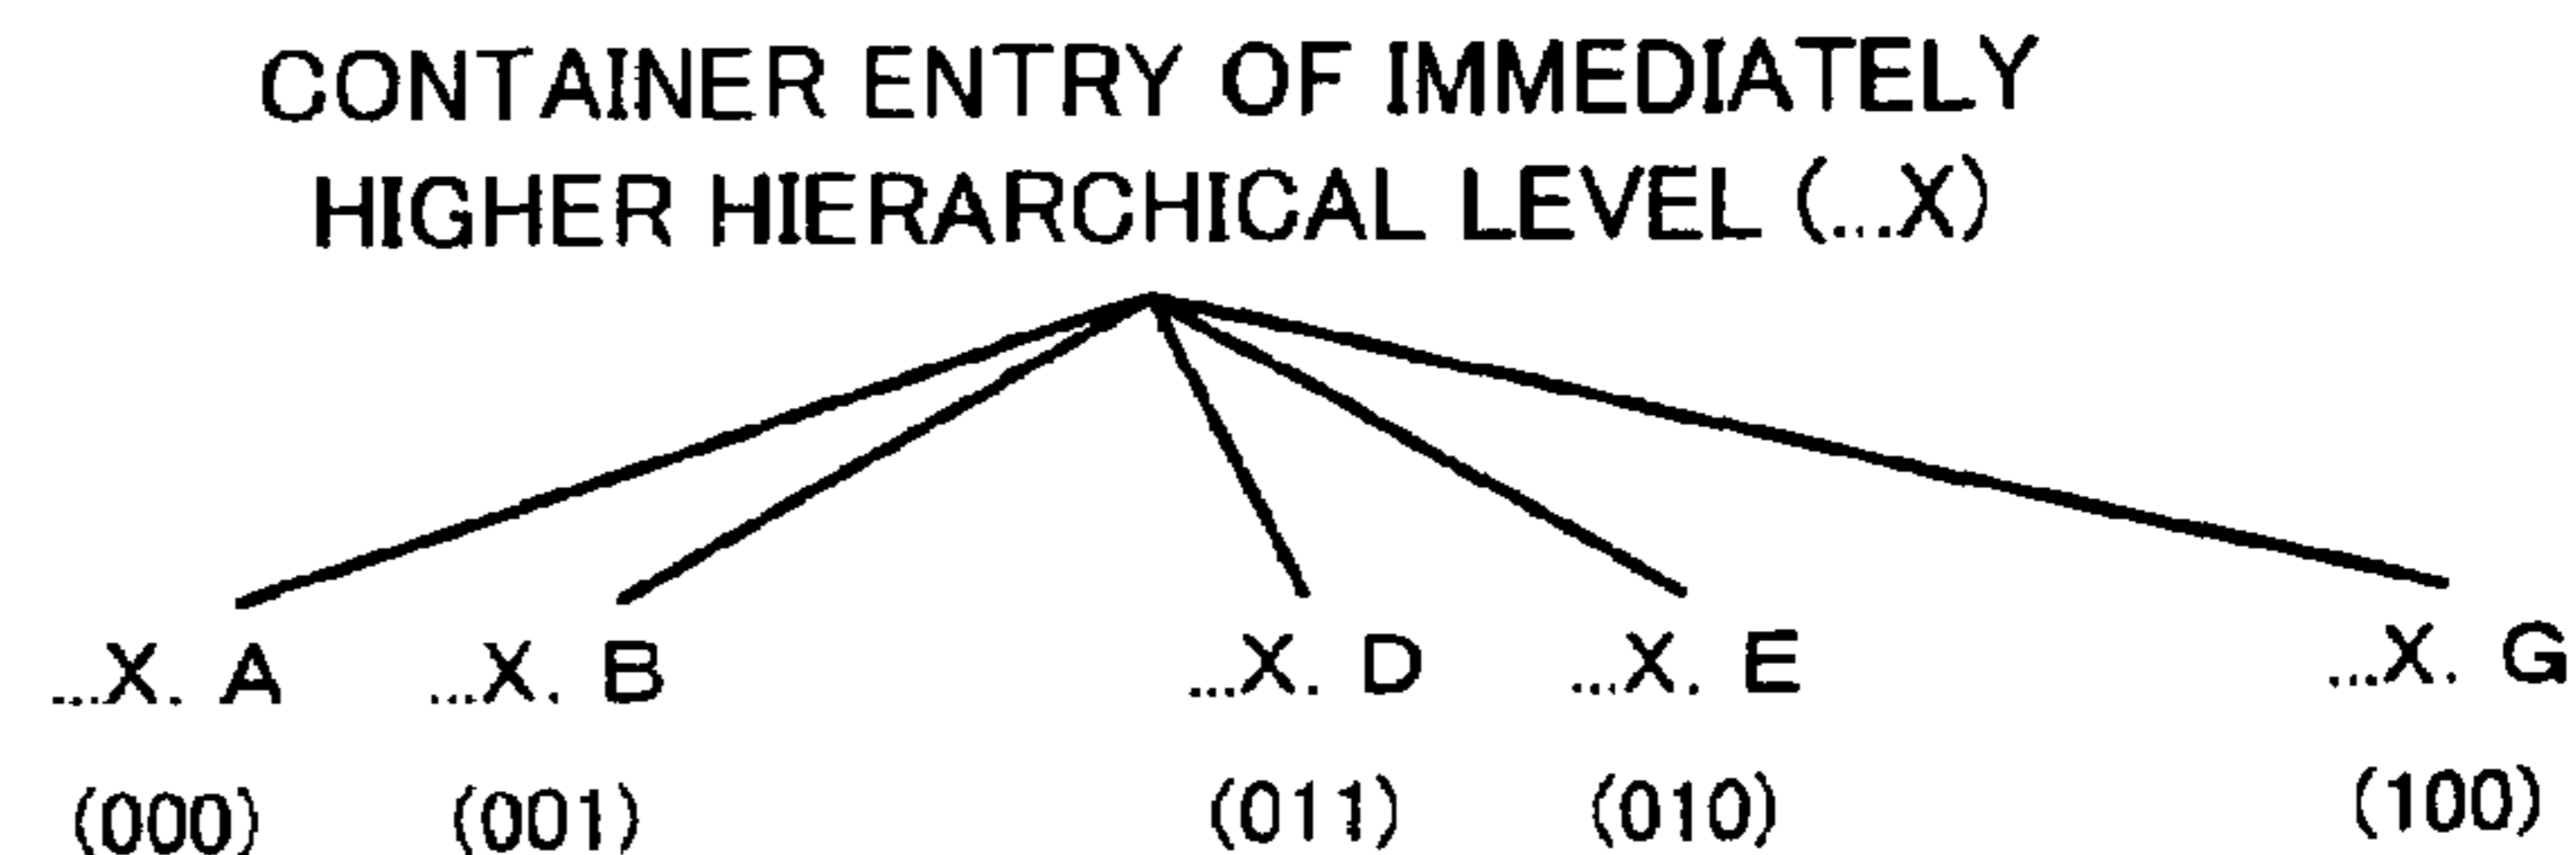 CONTAINER ENTRY OF IMMEDIATELY
HIGHER HIERARCHICAL LEVEL (...X)
...X. A ...X. B ...X. D ...X. E ...X. G
(000) (001) (011) (010) (100)